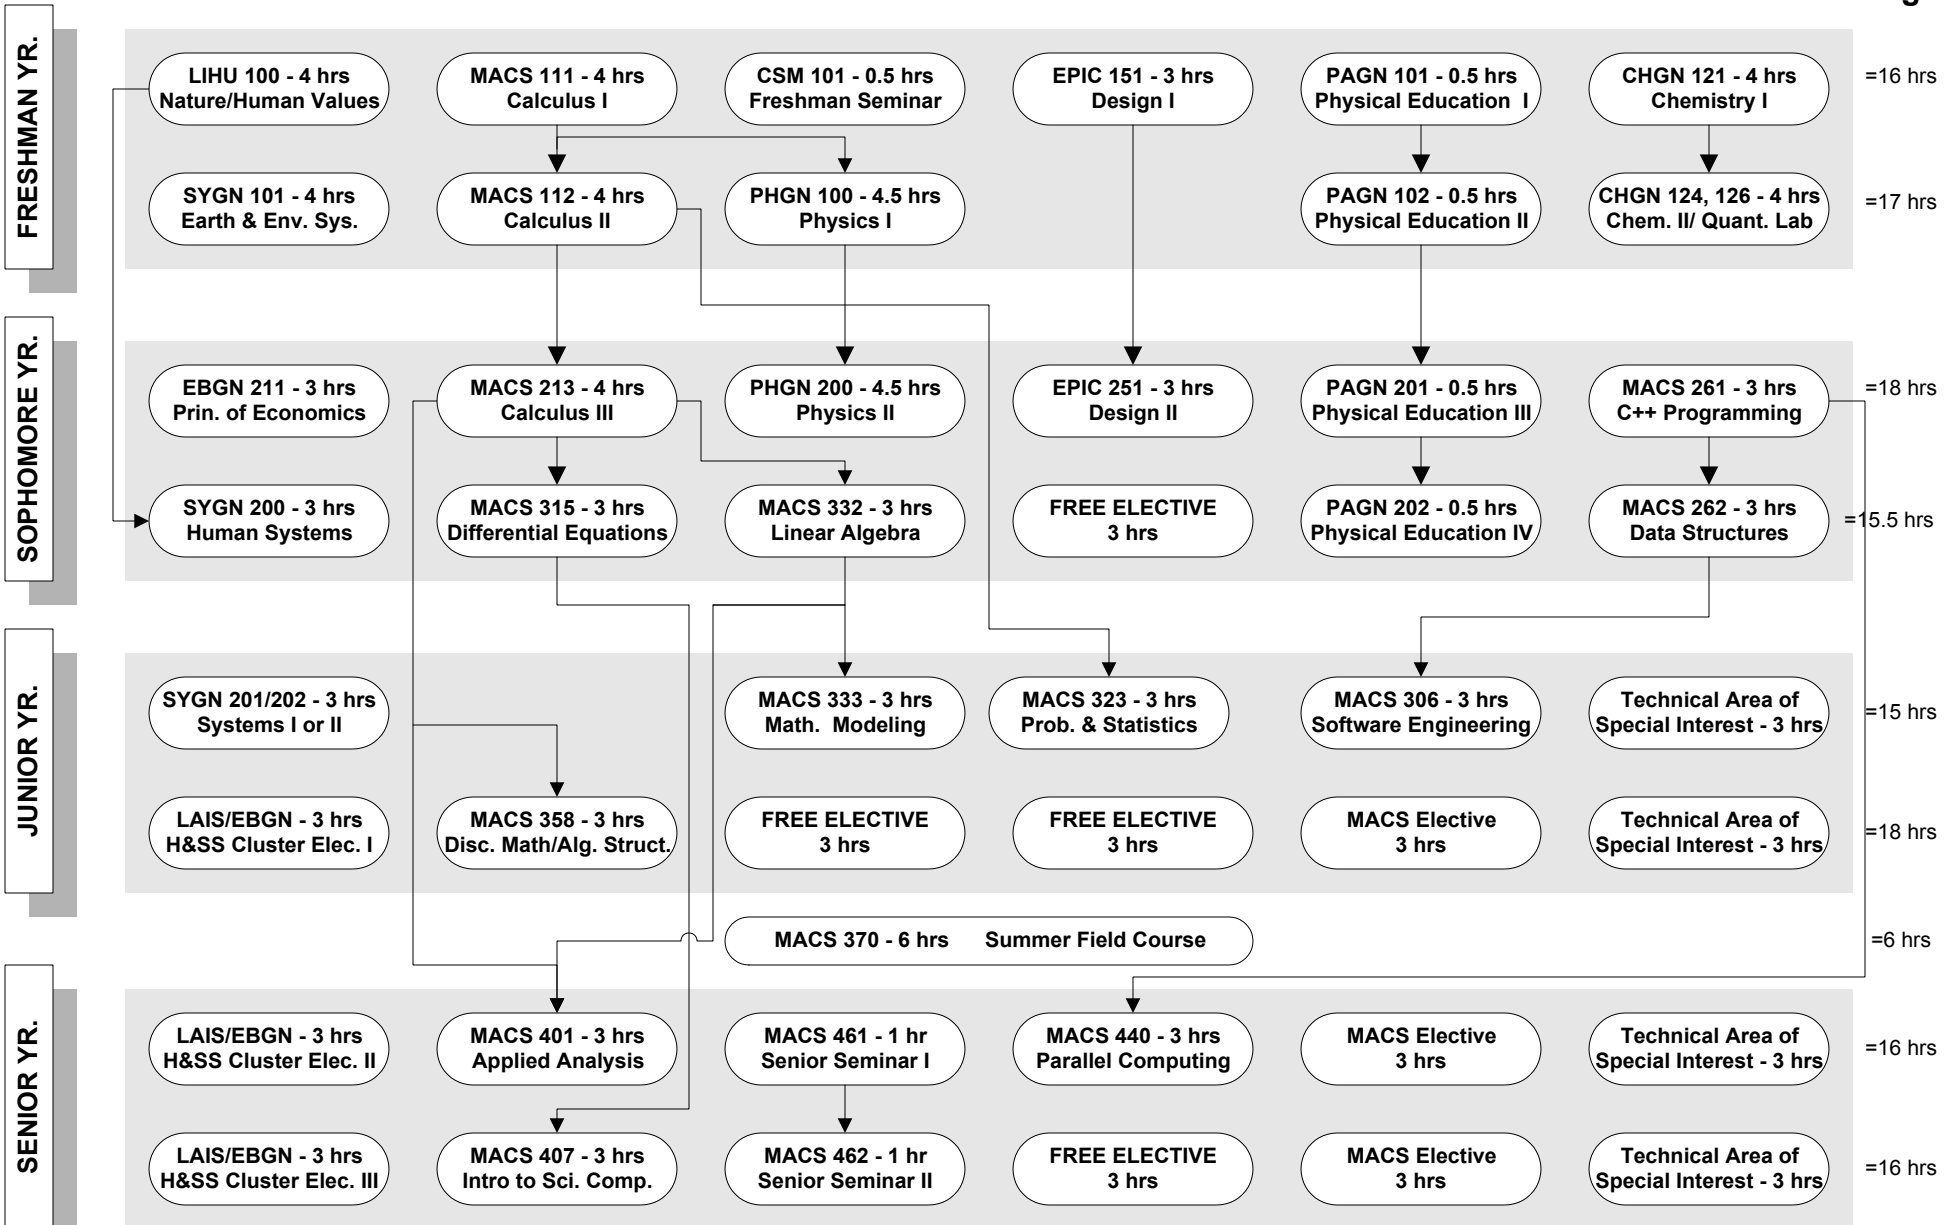 g
FRESHMAN YR.
LIHU 100 - 4 hrs
Nature/Human Values
MACS 111 - 4 hrs
Calculus I
CSM 101 - 0.5 hrs
Freshman Seminar
EPIC 151 - 3 hrs
Design I
PAGN 101 - 0.5 hrs
Physical Education I
CHGN 121 - 4 hrs
Chemistry I
=16 hrs
SYGN 101 - 4 hrs
Earth & Env. Sys.
MACS 112 - 4 hrs
Calculus II
PHGN 100 - 4.5 hrs
Physics I
PAGN 102 - 0.5 hrs
Physical Education II
CHGN 124, 126 - 4 hrs
Chem. II/ Quant. Lab
=17 hrs
SOPHOMORE YR.
EBGN 211 - 3 hrs
Prin. of Economics
MACS 213 - 4 hrs
Calculus III
PHGN 200 - 4.5 hrs
Physics II
EPIC 251 - 3 hrs
Design II
PAGN 201 - 0.5 hrs
Physical Education III
MACS 261 - 3 hrs
C++ Programming
=18 hrs
SYGN 200 - 3 hrs
Human Systems
MACS 315 - 3 hrs
Differential Equations
MACS 332 - 3 hrs
Linear Algebra
FREE ELECTIVE
3 hrs
PAGN 202 - 0.5 hrs
Physical Education IV
MACS 262 - 3 hrs
Data Structures
=15.5 hrs
JUNIOR YR.
SYGN 201/202 - 3 hrs
Systems I or II
MACS 333 - 3 hrs
Math. Modeling
MACS 323 - 3 hrs
Prob. & Statistics
MACS 306 - 3 hrs
Software Engineering
Technical Area of
Special Interest - 3 hrs
=15 hrs
LAIS/EBGN - 3 hrs
H&SS Cluster Elec. I
MACS 358 - 3 hrs
Disc. Math/Alg. Struct.
FREE ELECTIVE
3 hrs
FREE ELECTIVE
3 hrs
MACS Elective
3 hrs
Technical Area of
Special Interest - 3 hrs
=18 hrs
MACS 370 - 6 hrs Summer Field Course
=6 hrs
SENIOR YR.
LAIS/EBGN - 3 hrs
H&SS Cluster Elec. II
MACS 401 - 3 hrs
Applied Analysis
MACS 461 - 1 hr
Senior Seminar I
MACS 440 - 3 hrs
Parallel Computing
MACS Elective
3 hrs
Technical Area of
Special Interest - 3 hrs
=16 hrs
LAIS/EBGN - 3 hrs
H&SS Cluster Elec. III
MACS 407 - 3 hrs
Intro to Sci. Comp.
MACS 462 - 1 hr
Senior Seminar II
FREE ELECTIVE
3 hrs
MACS Elective
3 hrs
Technical Area of
Special Interest - 3 hrs
=16 hrs